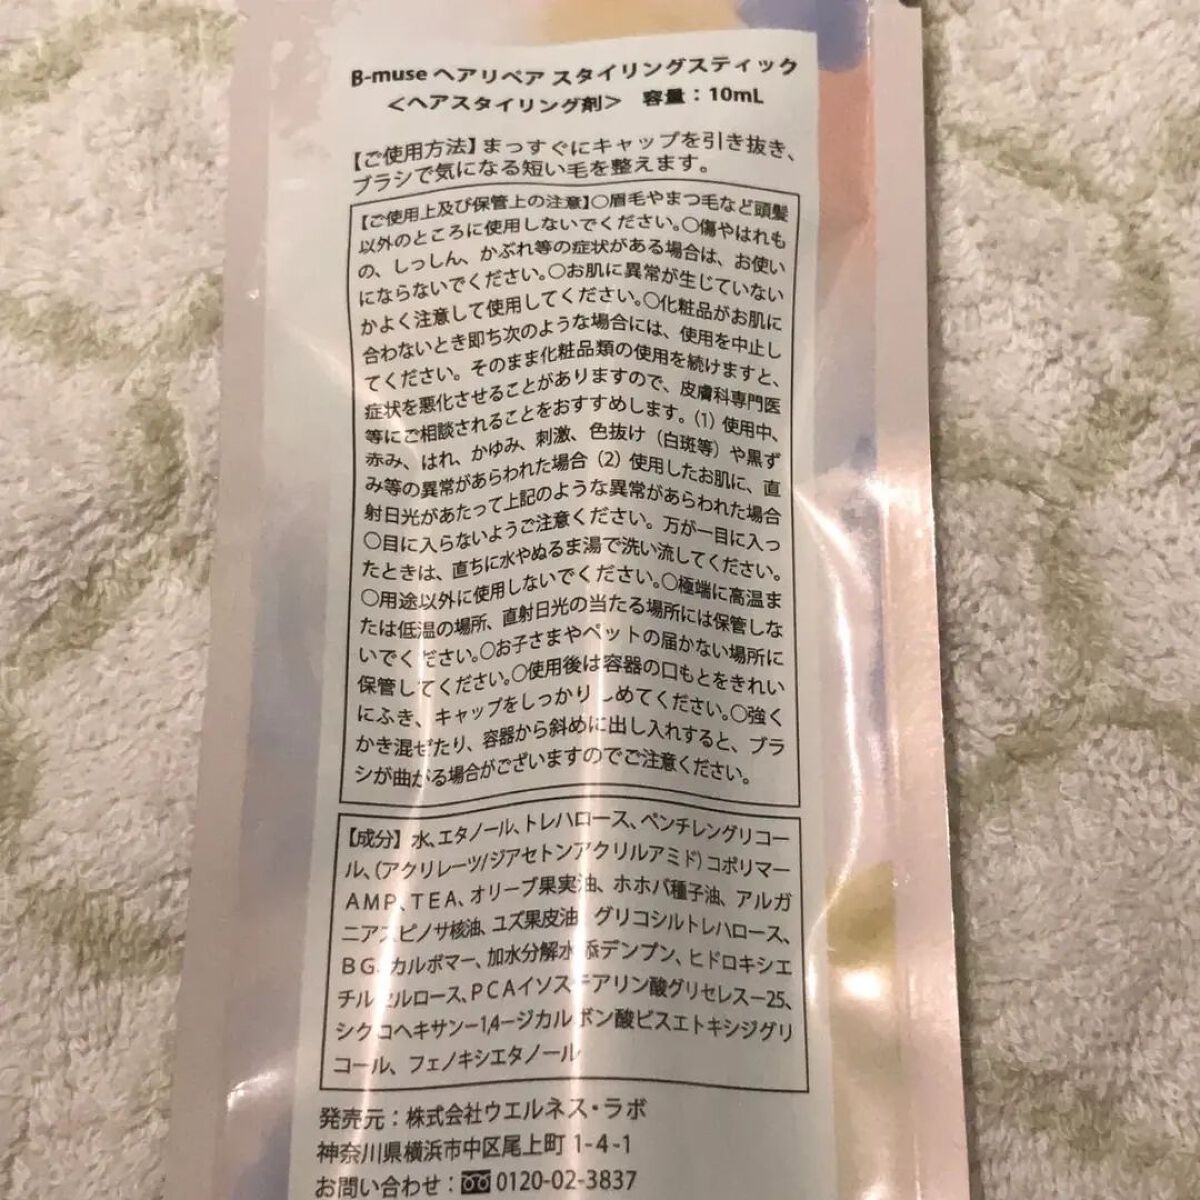 B-muse ヘアリペア スタイリングスティック
＜ヘアスタイリング剤＞ 容量：10mL
【ご使用方法】まっすぐにキャップを引き抜き、
ブラシで気になる短い毛を整えます。
【ご使用上及び保管上の注意】○眉毛やまつ毛など頭髪
以外のところに使用しないでください。○傷やはれも
の、しっしん、かぶれ等の症状がある場合は、お使い
にならないでください。○お肌に異常が生じていない
かよく注意して使用してください。○化粧品がお肌に
合わないとき即ち次のような場合には、使用を中止し
てください。そのまま化粧品類の使用を続けますと、
症状を悪化させることがありますので、皮膚科専門医
等にご相談されることをおすすめします。（1）使用中、
赤み、はれ、かゆみ、刺激、色抜け（白斑等）や黒ず
み等の異常があらわれた場合（2）使用したお肌に、直
射日光があたって上記のような異常があらわれた場合
○目に入らないようご注意ください。万が一目に入っ
たときは、直ちに水やぬるま湯で洗い流してください。
○用途以外に使用しないでください。○極端に高温ま
たは低温の場所、直射日光の当たる場所には保管しな
いでください。○お子さまやペットの届かない場所に
保管してください。○使用後は容器の口もとをきれい
にふき、キャップをしっかりしめてください。○強く
かき混ぜたり、容器から斜めに出し入れすると、ブラ
シが曲がる場合がございますのでご注意ください。
【成分】水、エタノール、トレハロース、ペンチレングリコー
ル、（アクリレーツ/ジアセトンアクリルアミド）コポリマー
AMP、TEA、オリーブ果実油、ホホバ種子油、アルガ
ニアスピノサ核油、ユズ果皮油、グリコシルトレハロース、
BG、カルボマー、加水分解水添デンプン、ヒドロキシエ
チルセルロース、PCAイソステアリン酸グリセレス－25、
シクロヘキサン－1,4－ジカルボン酸ビスエトキシジグリ
コール、フェノキシエタノール
発売元：株式会社ウエルネス・ラボ
神奈川県横浜市中区尾上町 1-4-1
お問い合わせ：0120-02-3837